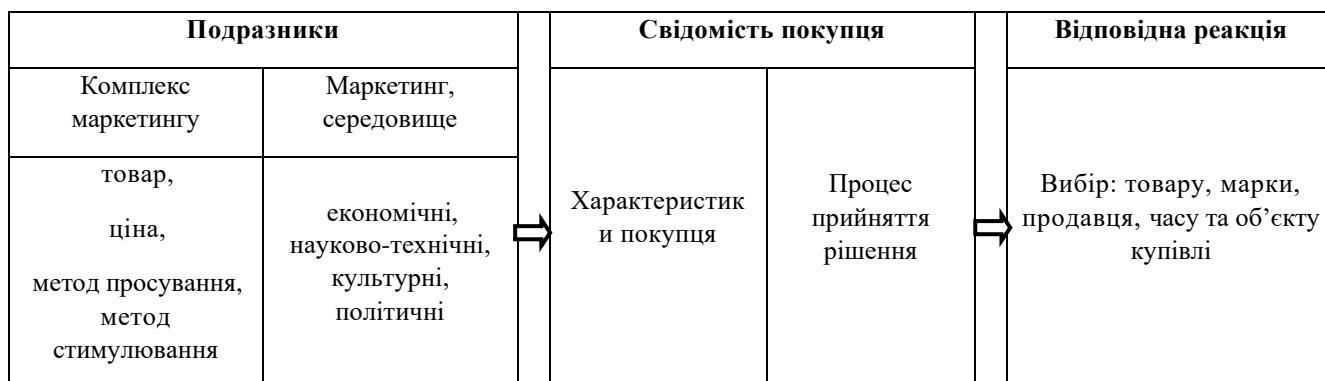 Подразники
Свідомість покупця
Відповідна реакція
Комплекс
маркетингу
Маркетинг,
середовище
товар,
ціна,
метод просування,
метод
стимулювання
економічні,
науково-технічні,
культурні,
політичні
Характеристик
и покупця
Процес
прийняття
рішення
Вибір: товару, марки,
продавця, часу та об’єкту
купівлі